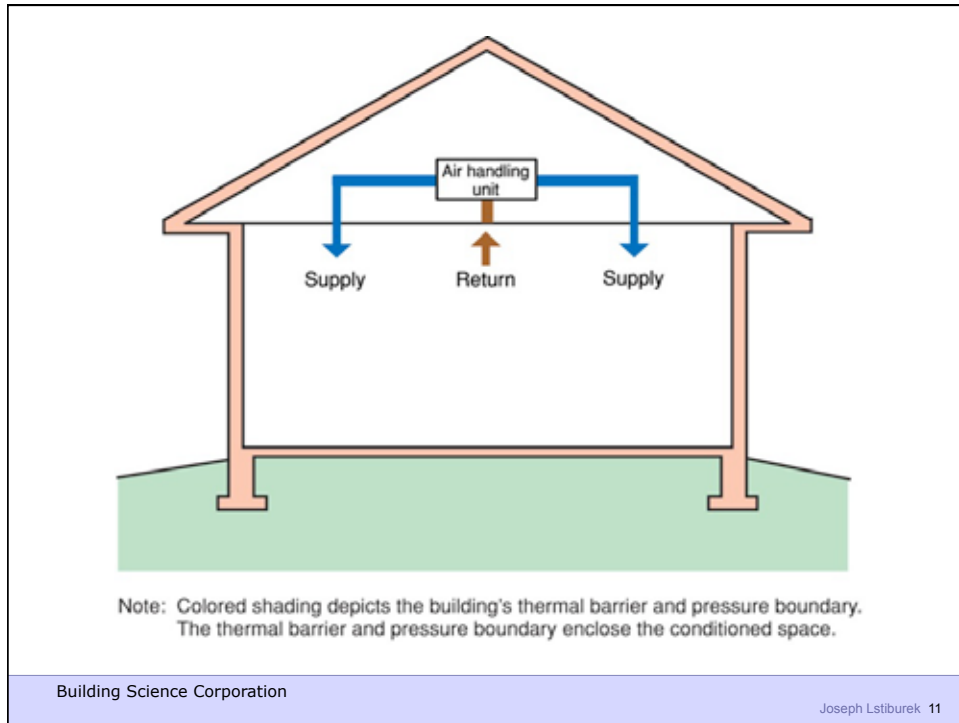 Air handling
unit
Supply
Return
Supply
Note: Colored shading depicts the building's thermal barrier and pressure boundary.
The thermal barrier and pressure boundary enclose the conditioned space.
Building Science Corporation
Joseph Lstiburek 11